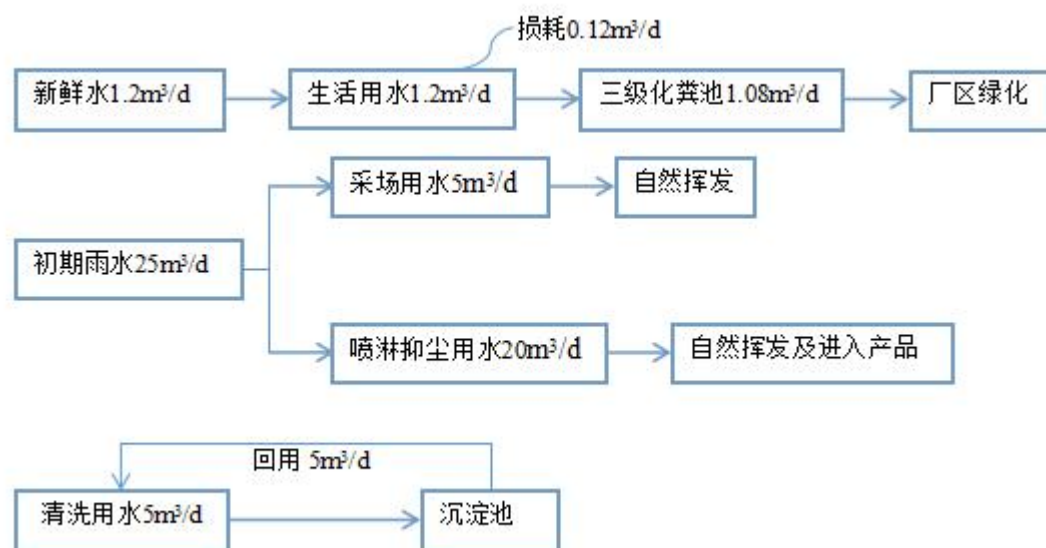 损耗0.12m³/d
新鲜水1.2m³/d
生活用水1.2m³/d
三级化粪池1.08m³/d
厂区绿化
采场用水5m³/d
自然挥发
初期雨水25m³/d
喷淋抑尘用水20m³/d
自然挥发及进入产品
回用 5m³/d
清洗用水5m³/d
沉淀池